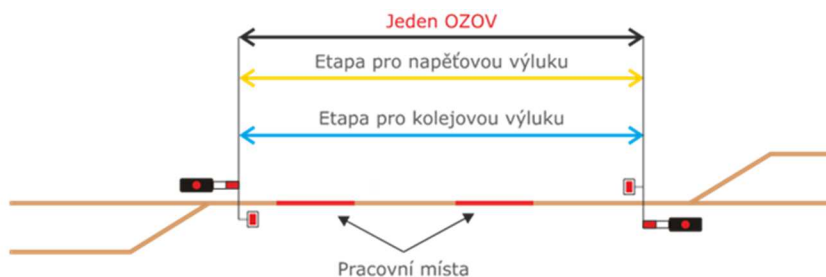 Jeden OZOV
Etapa pro napěťovou výluku
Etapa pro kolejovou výluku
Pracovní místa